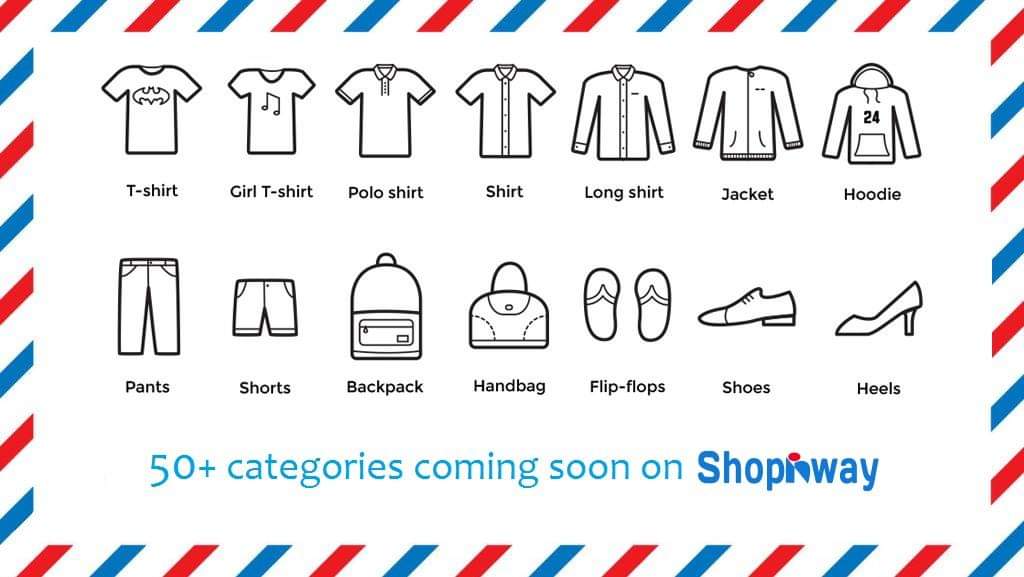 24
T-shirt Girl T-shirt Polo shirt Shirt Long shirt Jacket Hoodie
Pants Shorts Backpack Handbag Flip-flops Shoes Heels
50+ categories coming soon on Shopiway